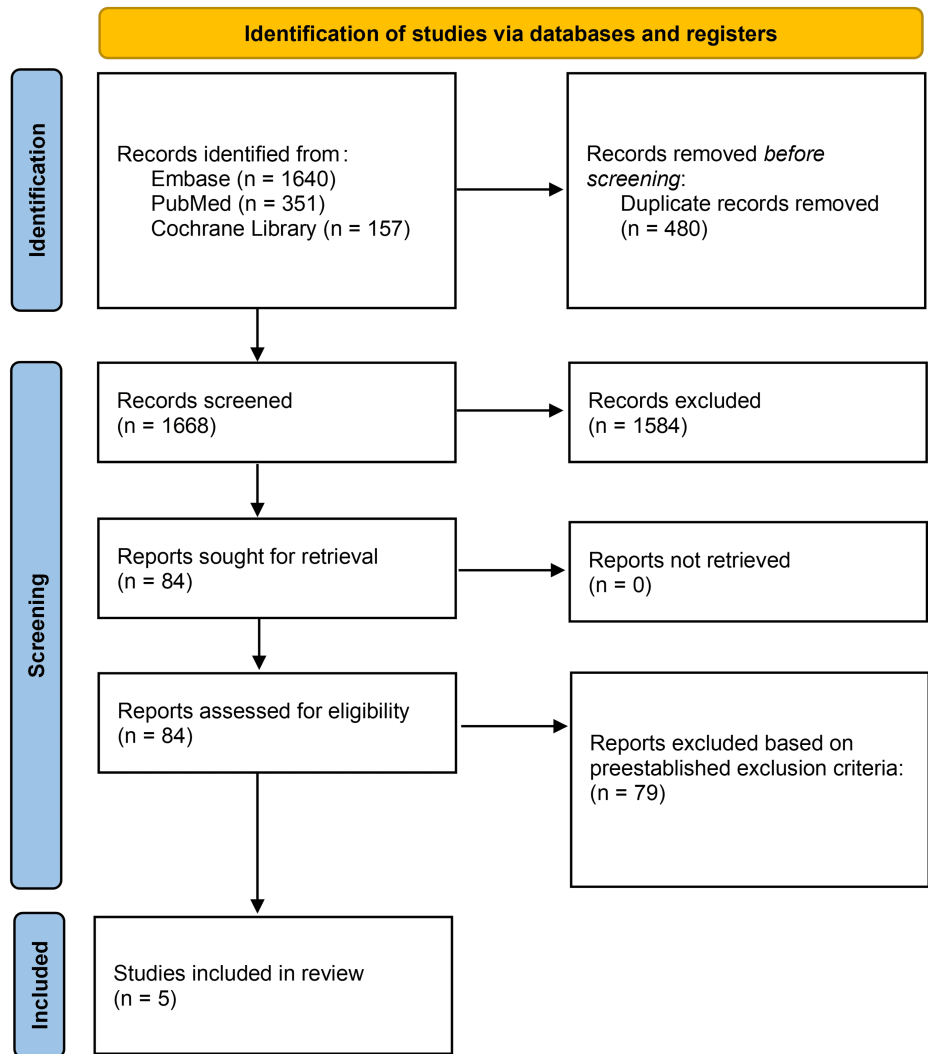 Identification of studies via databases and registers
Identification
Records identified from:
Embase (n = 1640)
PubMed (n = 351)
Cochrane Library (n = 157)
Records removed before
screening:
Duplicate records removed
(n = 480)
Screening
Records screened
(n = 1668)
Records excluded
(n = 1584)
Reports sought for retrieval
(n = 84)
Reports not retrieved
(n = 0)
Reports assessed for eligibility
(n = 84)
Reports excluded based on
preestablished exclusion criteria:
(n = 79)
Included
Studies included in review
(n = 5)